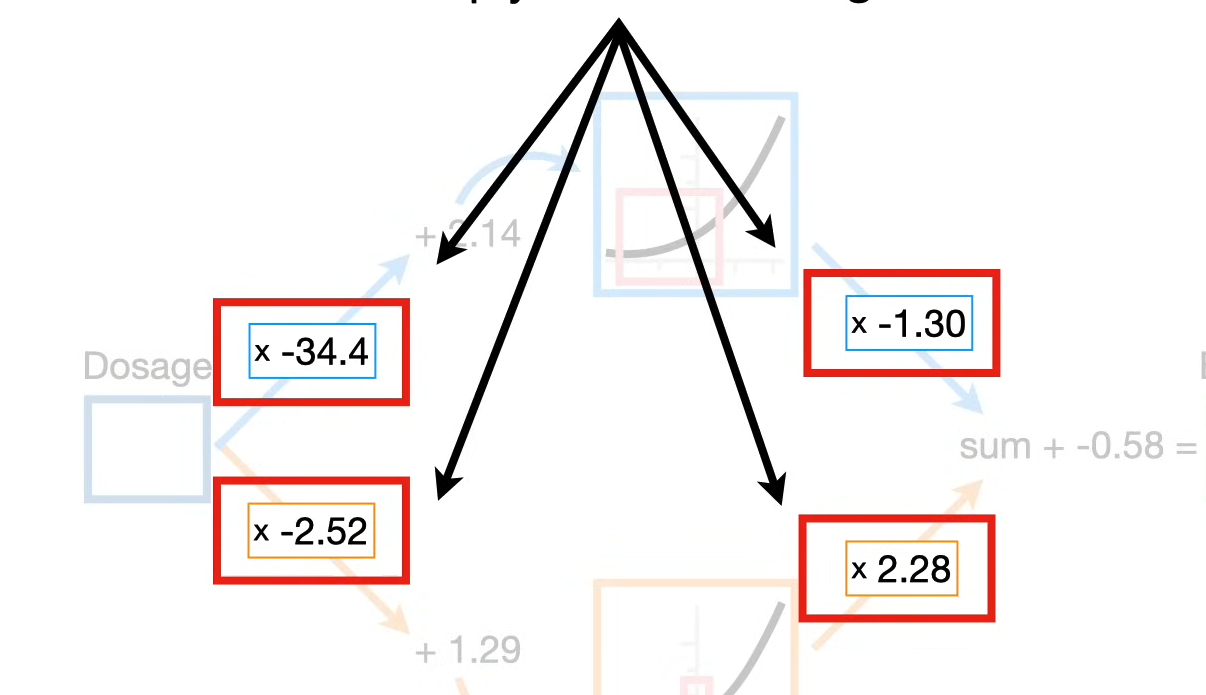 + 2.14
x -34.4
x -1.30
Dosage
sum + -0.58 =
x -2.52
x 2.28
+ 1.29